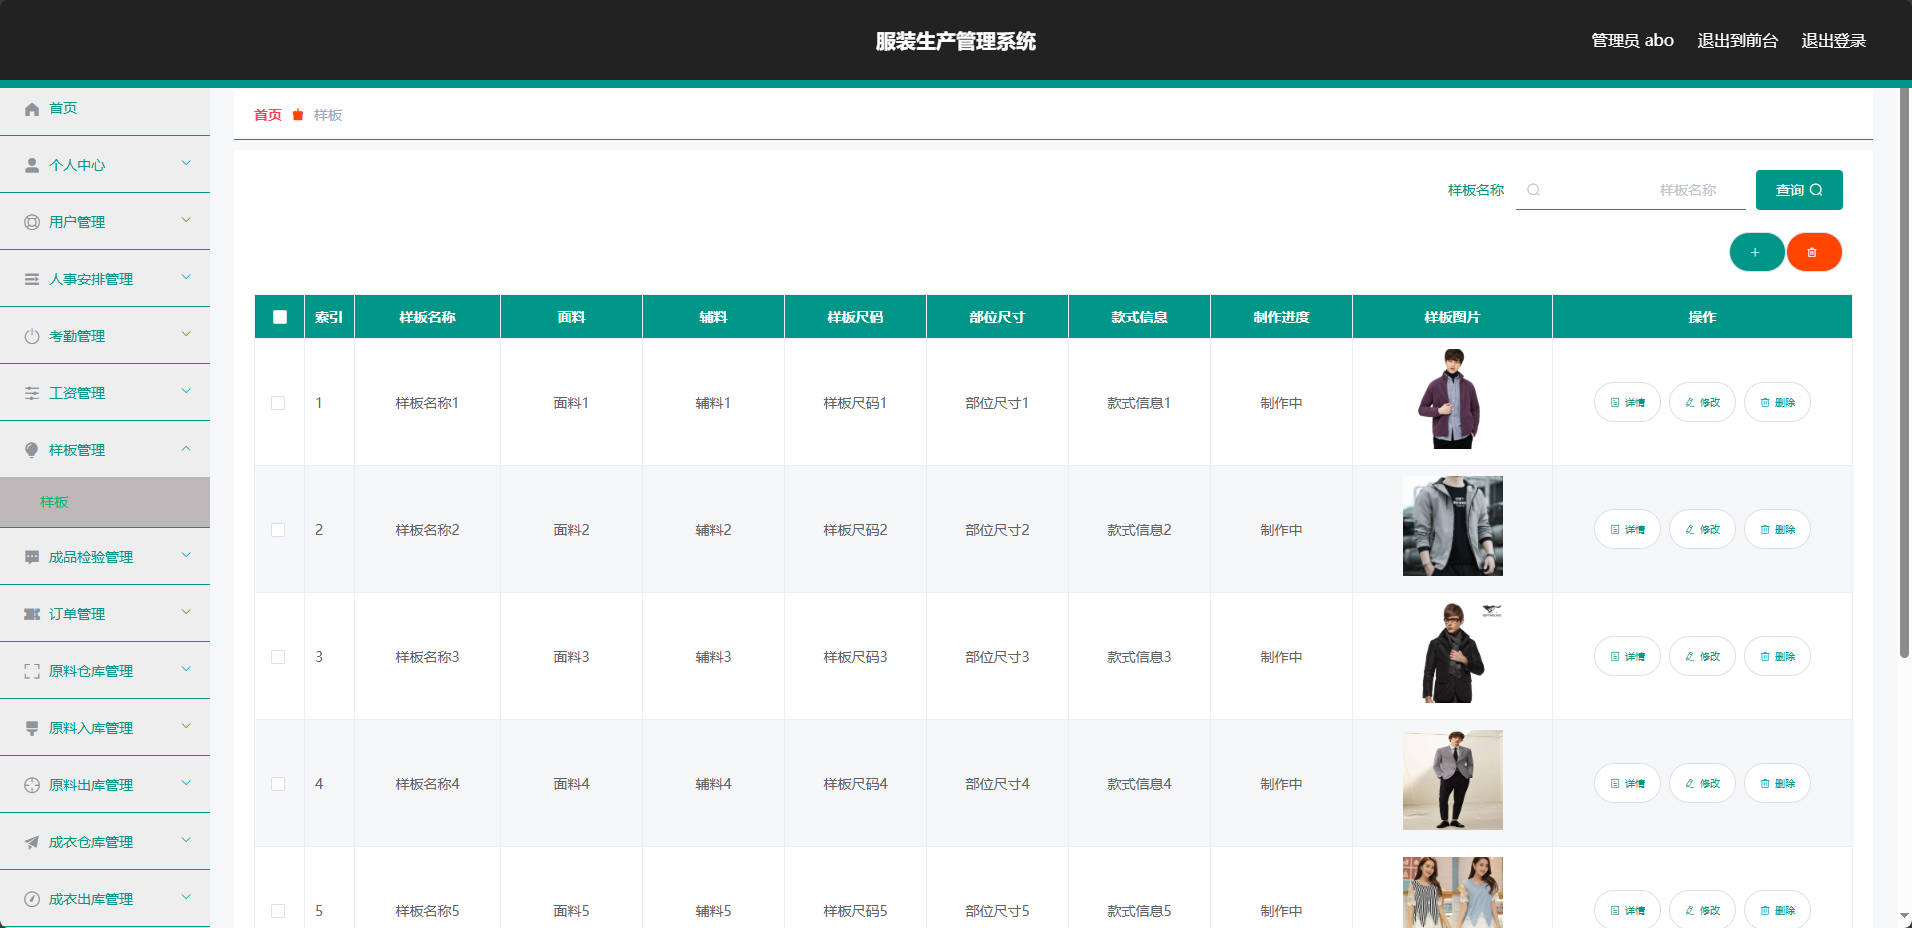 服装生产管理系统
管理员 abo 退出到前台 退出登录
首页
个人中心
用户管理
人事安排管理
考勤管理
工资管理
样板管理
样板
成品检验管理
订单管理
原料仓库管理
原料入库管理
原料出库管理
成衣仓库管理
成衣出库管理
首页 样板
样板名称 样板名称 查询
索引 样板名称 面料 辅料 样板尺码 部位尺寸 款式信息 制作进度 样板图片 操作
1 样板名称1 面料1 辅料1 样板尺码1 部位尺寸1 款式信息1 制作中 详情 修改 删除
2 样板名称2 面料2 辅料2 样板尺码2 部位尺寸2 款式信息2 制作中 详情 修改 删除
3 样板名称3 面料3 辅料3 样板尺码3 部位尺寸3 款式信息3 制作中 详情 修改 删除
4 样板名称4 面料4 辅料4 样板尺码4 部位尺寸4 款式信息4 制作中 详情 修改 删除
5 样板名称5 面料5 辅料5 样板尺码5 部位尺寸5 款式信息5 制作中 详情 修改 删除